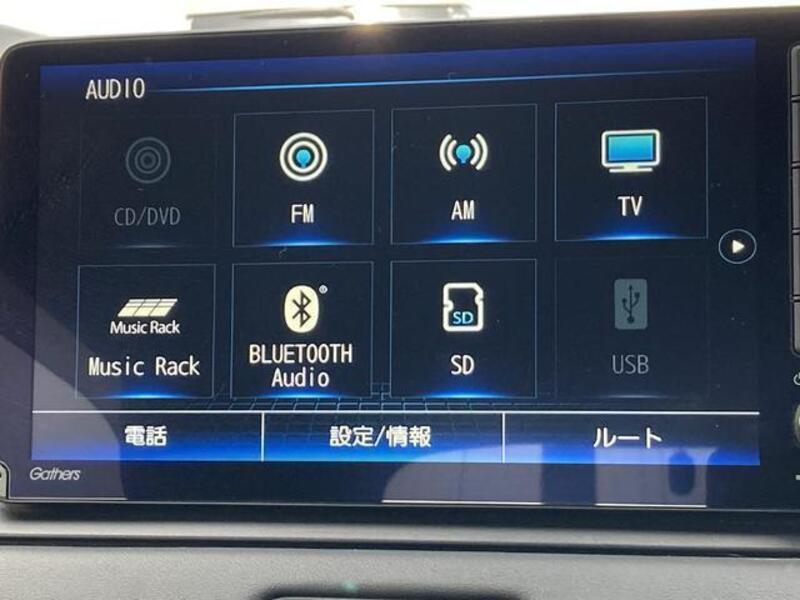 AUDIO
CD/DVD
FM
AM
TV
Music Rack
Music Rack
BLUETOOTH
Audio
SD
SD
USB
電話
設定/情報
ルート
Gathers